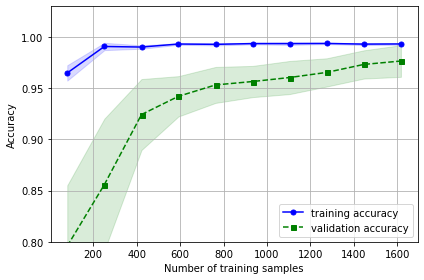 1.00
0.95
0.90
0.85
0.80
Accuracy
200 400 600 800 1000 1200 1400 1600
Number of training samples
training accuracy
validation accuracy